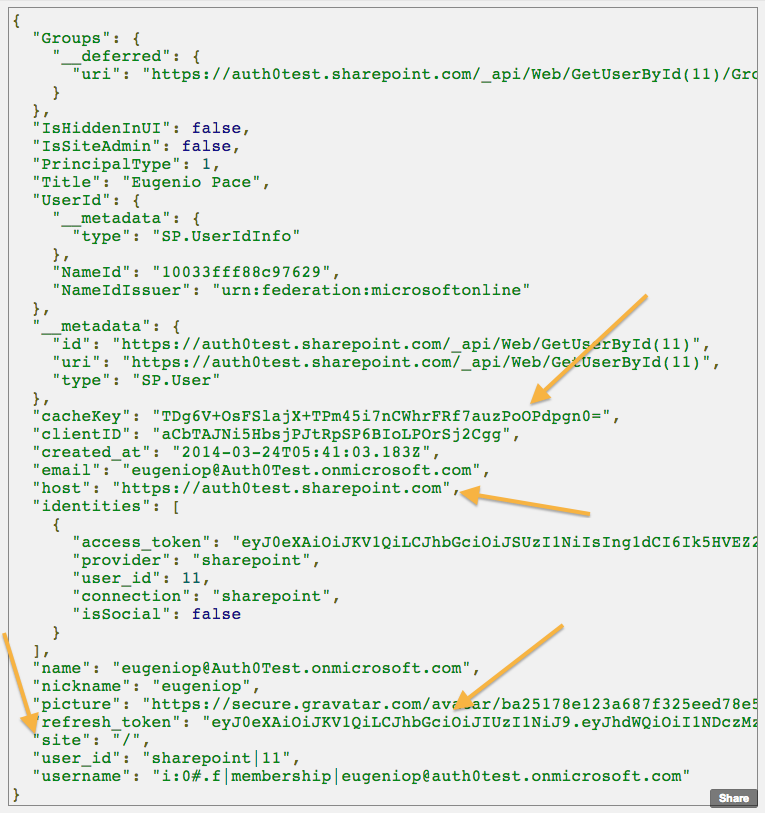 {
"Groups": {
"__deferred": {
"uri": "https://auth0test.sharepoint.com/_api/Web/GetUserById(11)/Gro
}
},
"IsHiddenInUI": false,
"IsSiteAdmin": false,
"PrincipalType": 1,
"Title": "Eugenio Pace",
"UserId": {
"__metadata": {
"type": "SP.UserIdInfo"
},
"NameId": "10033fff88c97629",
"NameIdIssuer": "urn:federation:microsoftonline"
},
"__metadata": {
"id": "https://auth0test.sharepoint.com/_api/Web/GetUserById(11)",
"uri": "https://auth0test.sharepoint.com/_api/Web/GetUserById(11)",
"type": "SP.User"
},
"cacheKey": "TDg6V+OsFSlajX+TPm45i7nCWhrFRf7auzPoOPdpgn0=",
"clientID": "aCbTAJNi5HbsjPJtRpSP6BIoLPOrSj2Cgg",
"created_at": "2014-03-24T05:41:03.183Z",
"email": "eugeniop@Auth0Test.onmicrosoft.com",
"host": "https://auth0test.sharepoint.com",
"identities": [
{
"access_token": "eyJ0eXAiOiJKV1QiLCJhbGciOiJSUzI1NiIsIng1dCI6Ik5HVEZ2
"provider": "sharepoint",
"user_id": 11,
"connection": "sharepoint",
"isSocial": false
}
],
"name": "eugeniop@Auth0Test.onmicrosoft.com",
"nickname": "eugeniop",
"picture": "https://secure.gravatar.com/avatar/ba25178e123a687f325eed78e5
"refresh_token": "eyJ0eXAiOiJKV1QiLCJhbGciOiJIUzI1NiJ9.eyJhdWQiOiI1NDczMz
"site": "/",
"user_id": "sharepoint|11",
"username": "i:0#.f|membership|eugeniop@auth0test.onmicrosoft.com"
}
Share